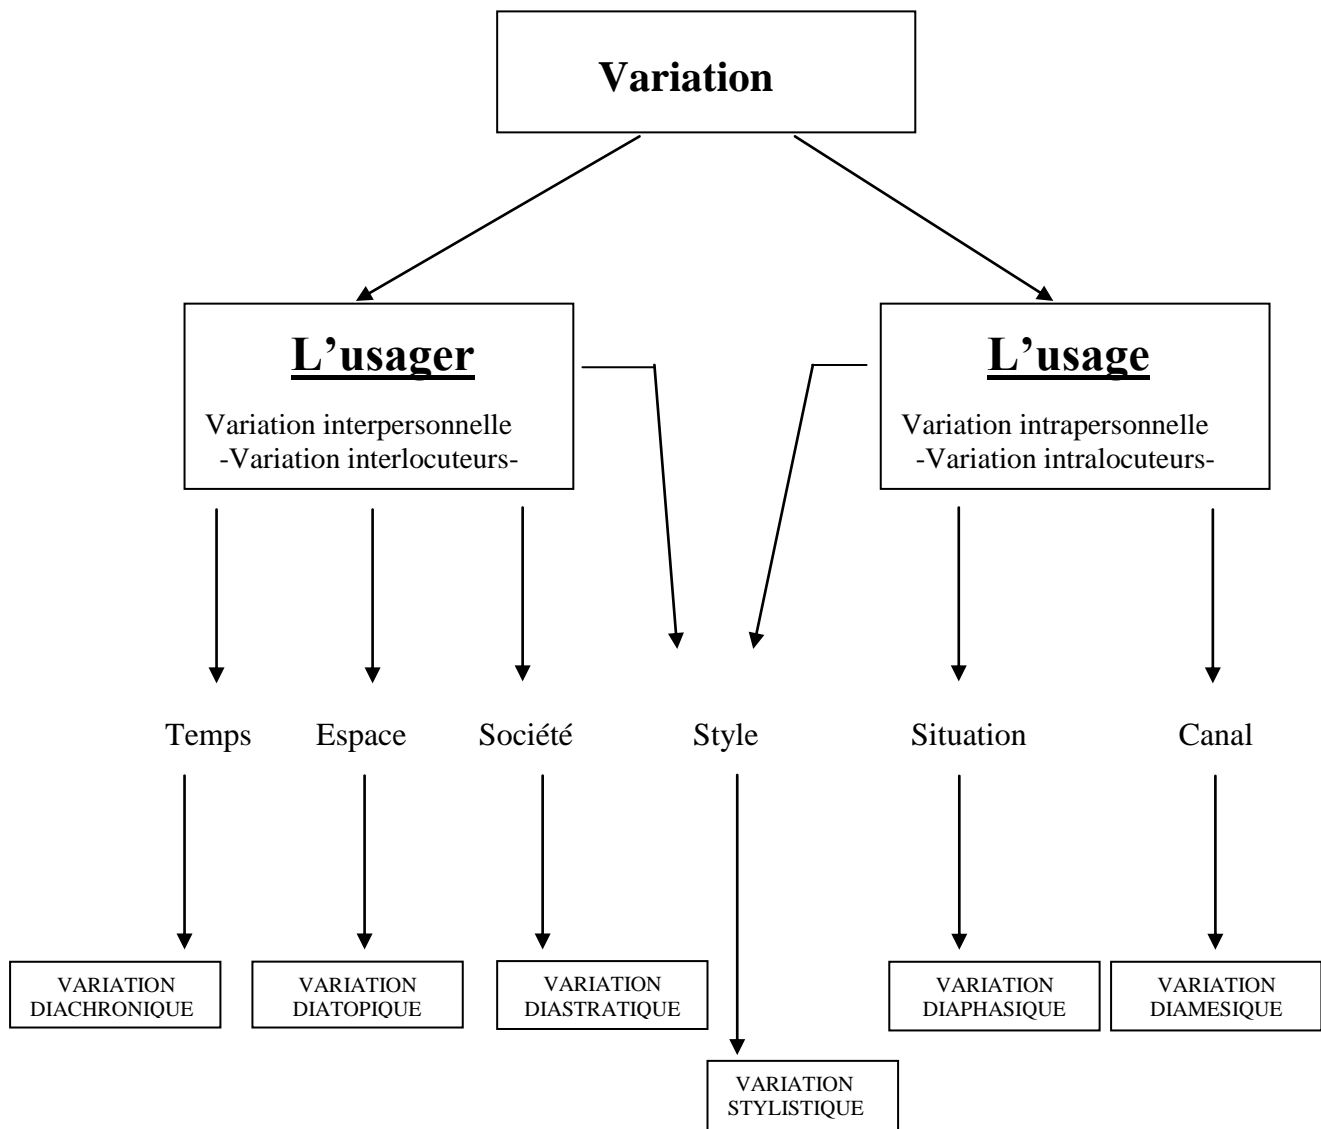 Variation
L’usager
Variation interpersonnelle
-Variation interlocuteurs-
L’usage
Variation intrapersonnelle
-Variation intralocuteurs-
Temps
Espace
Société
Style
Situation
Canal
VARIATION
DIACHRONIQUE
VARIATION
DIATOPIQUE
VARIATION
DIASTRATIQUE
VARIATION
DIAPHASIQUE
VARIATION
DIAMESIQUE
VARIATION
STYLISTIQUE